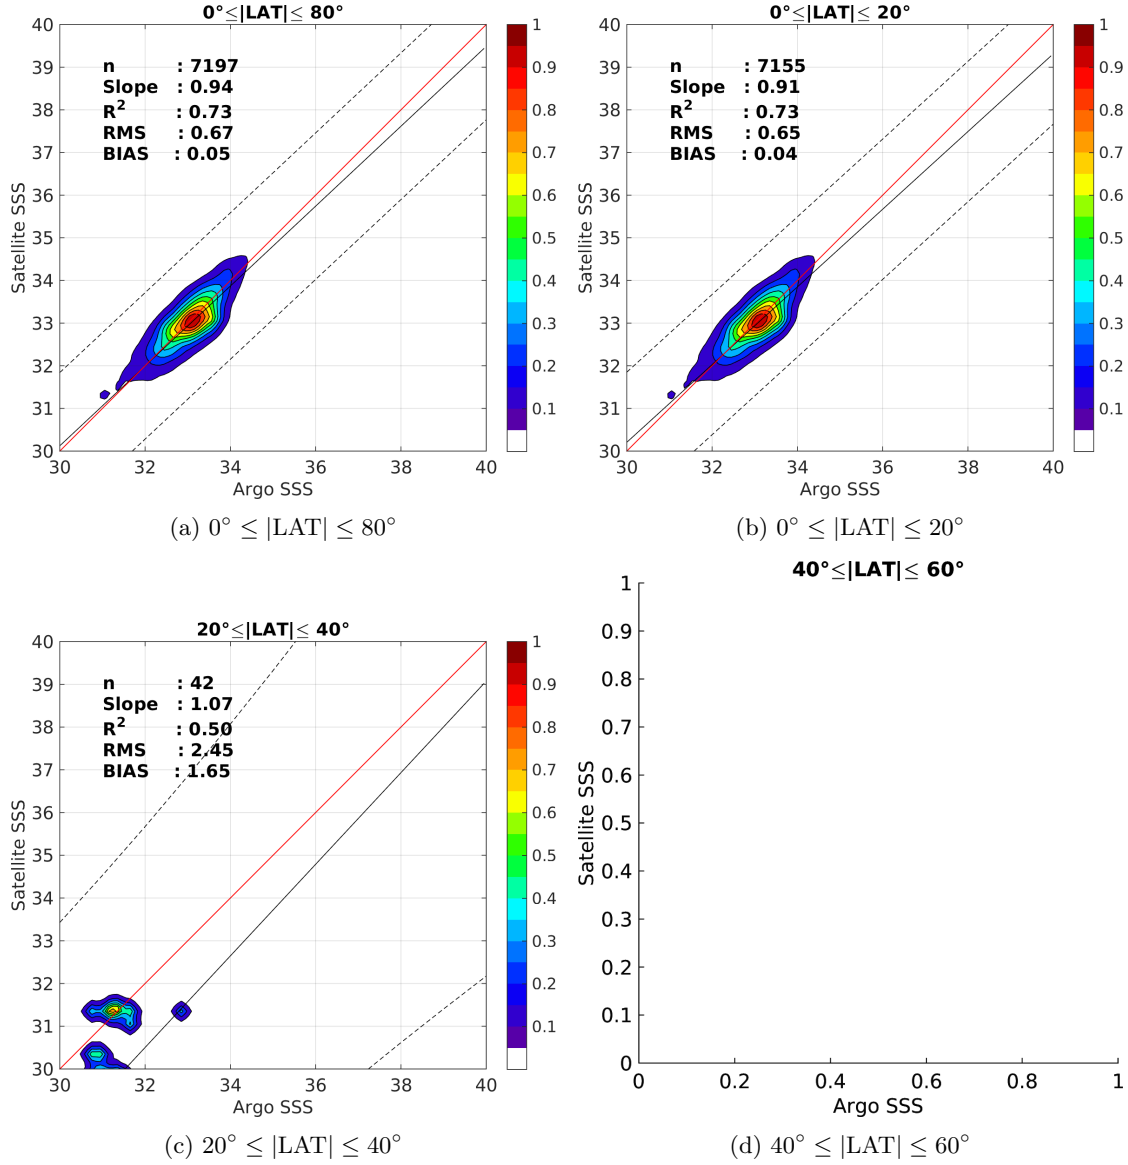 0°≤|LAT|≤ 80°
n : 7197
Slope : 0.94
R² : 0.73
RMS : 0.67
BIAS : 0.05
40
39
38
37
36
35
34
33
32
31
30
Satellite SSS
30 32 34 36 38 40
Argo SSS
1
0.9
0.8
0.7
0.6
0.5
0.4
0.3
0.2
0.1
(a) 0° ≤ |LAT| ≤ 80°
0°≤|LAT|≤ 20°
n : 7155
Slope : 0.91
R² : 0.73
RMS : 0.65
BIAS : 0.04
40
39
38
37
36
35
34
33
32
31
30
Satellite SSS
30 32 34 36 38 40
Argo SSS
1
0.9
0.8
0.7
0.6
0.5
0.4
0.3
0.2
0.1
(b) 0° ≤ |LAT| ≤ 20°
20°≤|LAT|≤ 40°
n : 42
Slope : 1.07
R² : 0.50
RMS : 2.45
BIAS : 1.65
40
39
38
37
36
35
34
33
32
31
30
Satellite SSS
30 32 34 36 38 40
Argo SSS
1
0.9
0.8
0.7
0.6
0.5
0.4
0.3
0.2
0.1
(c) 20° ≤ |LAT| ≤ 40°
40°≤|LAT|≤ 60°
1
0.9
0.8
0.7
0.6
0.5
0.4
0.3
0.2
0.1
0
Satellite SSS
0 0.2 0.4 0.6 0.8 1
Argo SSS
(d) 40° ≤ |LAT| ≤ 60°